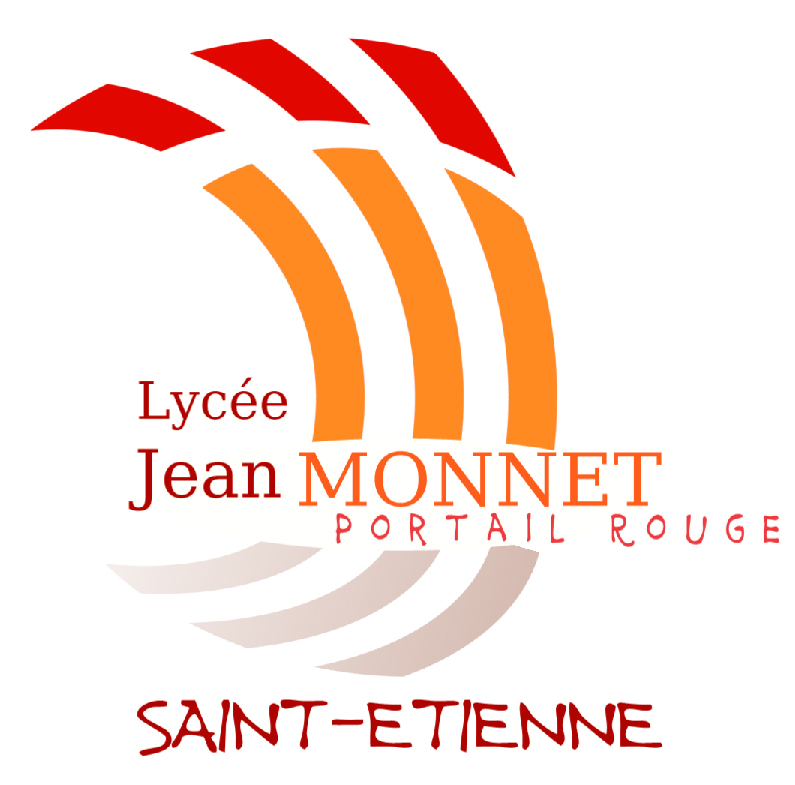 Lycée
Jean MONNET
PORTAIL ROUGE
SAINT-ETIENNE